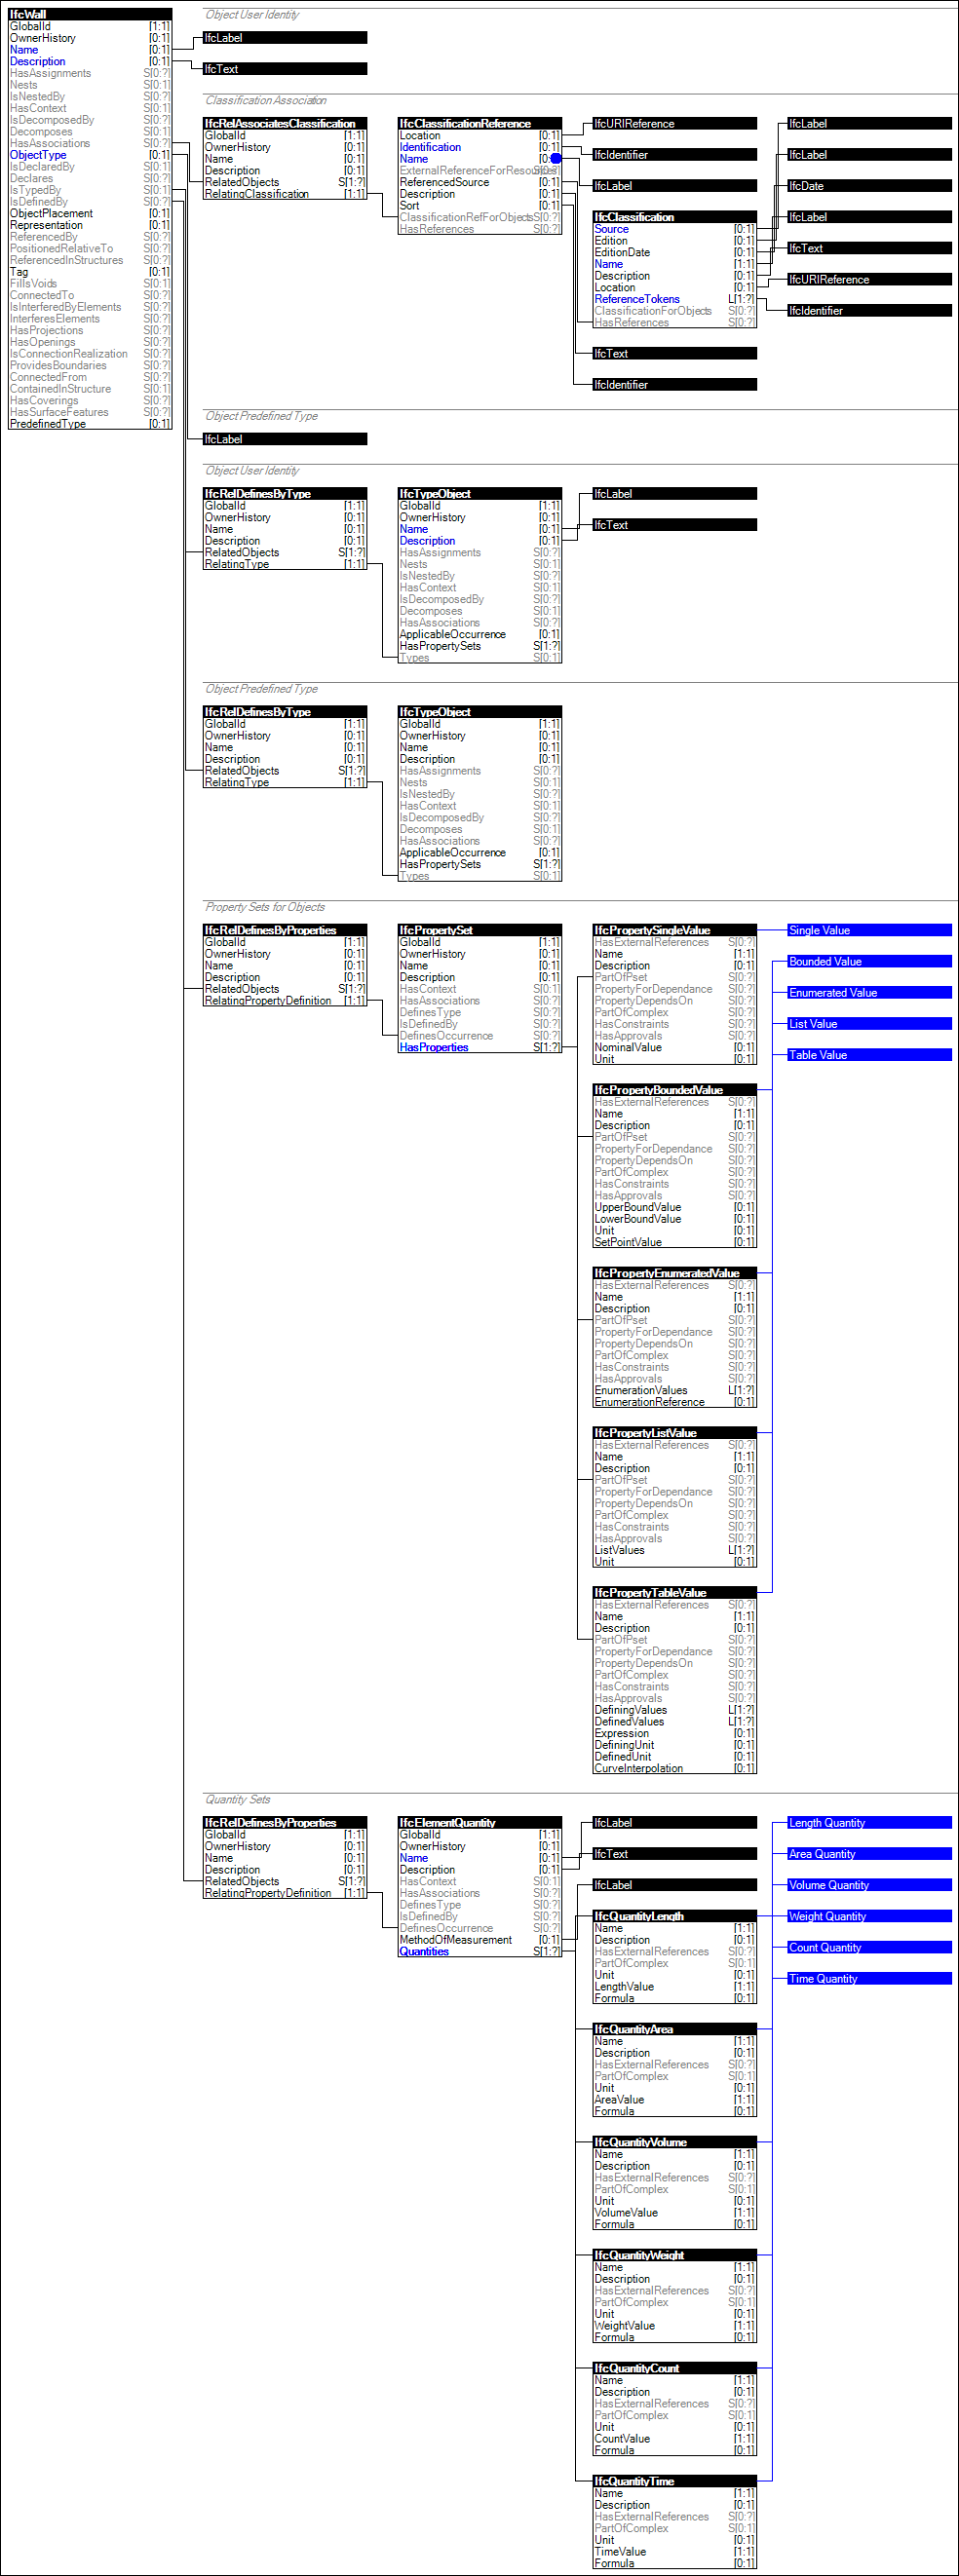 IfcWall
GlobalId [1:1]
OwnerHistory [0:1]
Name [0:1]
Description [0:1]
HasAssignments S[0:?]
Nests S[0:1]
IsNestedBy S[0:?]
HasContext S[0:1]
IsDecomposedBy S[0:?]
Decomposes S[0:1]
HasAssociations S[0:?]
ObjectType [0:1]
IsDeclaredBy S[0:1]
Declares S[0:?]
IsTypedBy S[0:1]
IsDefinedBy S[0:?]
ObjectPlacement [0:1]
Representation [0:1]
ReferencedBy S[0:?]
PositionedRelativeTo S[0:?]
ReferencedInStructures S[0:?]
Tag [0:1]
FillsVoids S[0:1]
ConnectedTo S[0:?]
IsInterferedByElements S[0:?]
InterferesElements S[0:?]
HasProjections S[0:?]
HasOpenings S[0:?]
IsConnectionRealization S[0:?]
ProvidesBoundaries S[0:?]
ConnectedFrom S[0:?]
ContainedInStructure S[0:1]
HasCoverings S[0:?]
HasSurfaceFeatures S[0:?]
PredefinedType [0:1]
Object User Identity
IfcLabel
IfcText
Classification Association
IfcRelAssociatesClassification
GlobalId [1:1]
OwnerHistory [0:1]
Name [0:1]
Description [0:1]
RelatedObjects S[1:?]
RelatingClassification [1:1]
IfcClassificationReference
Location [0:1]
Identification [0:1]
Name [0:
ExternalReferenceForResources
ReferencedSource [0:1]
Description [0:1]
Sort [0:1]
ClassificationRefForObjects S[0:?]
HasReferences S[0:?]
IfcURIReference
IfcIdentifier
IfcLabel
IfcClassification
Source [0:1]
Edition [0:1]
EditionDate [0:1]
Name [1:1]
Description [0:1]
Location [0:1]
ReferenceTokens L[1:?]
ClassificationForObjects S[0:?]
HasReferences S[0:?]
IfcText
IfcIdentifier
IfcLabel
IfcLabel
IfcDate
IfcLabel
IfcText
IfcURIReference
IfcIdentifier
Object Predefined Type
IfcLabel
Object User Identity
IfcRelDefinesByType
GlobalId [1:1]
OwnerHistory [0:1]
Name [0:1]
Description [0:1]
RelatedObjects S[1:?]
RelatingType [1:1]
IfcTypeObject
GlobalId [1:1]
OwnerHistory [0:1]
Name [0:1]
Description [0:1]
HasAssignments S[0:?]
Nests S[0:1]
IsNestedBy S[0:?]
HasContext S[0:1]
IsDecomposedBy S[0:?]
Decomposes S[0:1]
HasAssociations S[0:?]
ApplicableOccurrence [0:1]
HasPropertySets S[1:?]
Types S[0:1]
IfcLabel
IfcText
Object Predefined Type
IfcRelDefinesByType
GlobalId [1:1]
OwnerHistory [0:1]
Name [0:1]
Description [0:1]
RelatedObjects S[1:?]
RelatingType [1:1]
IfcTypeObject
GlobalId [1:1]
OwnerHistory [0:1]
Name [0:1]
Description [0:1]
HasAssignments S[0:?]
Nests S[0:1]
IsNestedBy S[0:?]
HasContext S[0:1]
IsDecomposedBy S[0:?]
Decomposes S[0:1]
HasAssociations S[0:?]
ApplicableOccurrence [0:1]
HasPropertySets S[1:?]
Types S[0:1]
Property Sets for Objects
IfcRelDefinesByProperties
GlobalId [1:1]
OwnerHistory [0:1]
Name [0:1]
Description [0:1]
RelatedObjects S[1:?]
RelatingPropertyDefinition [1:1]
IfcPropertySet
GlobalId [1:1]
OwnerHistory [0:1]
Name [0:1]
Description [0:1]
HasContext S[0:1]
HasAssociations S[0:?]
DefinesType S[0:?]
IsDefinedBy S[0:?]
DefinesOccurrence S[0:?]
HasProperties S[1:?]
IfcPropertySingleValue
HasExternalReferences S[0:?]
Name [1:1]
Description [0:1]
PartOfPset S[0:?]
PropertyForDependance S[0:?]
PropertyDependsOn S[0:?]
PartOfComplex S[0:?]
HasConstraints S[0:?]
HasApprovals S[0:?]
NominalValue [0:1]
Unit [0:1]
IfcPropertyBoundedValue
HasExternalReferences S[0:?]
Name [1:1]
Description [0:1]
PartOfPset S[0:?]
PropertyForDependance S[0:?]
PropertyDependsOn S[0:?]
PartOfComplex S[0:?]
HasConstraints S[0:?]
HasApprovals S[0:?]
UpperBoundValue [0:1]
LowerBoundValue [0:1]
Unit [0:1]
SetPointValue [0:1]
IfcPropertyEnumeratedValue
HasExternalReferences S[0:?]
Name [1:1]
Description [0:1]
PartOfPset S[0:?]
PropertyForDependance S[0:?]
PropertyDependsOn S[0:?]
PartOfComplex S[0:?]
HasConstraints S[0:?]
HasApprovals S[0:?]
EnumerationValues L[1:?]
EnumerationReference [0:1]
IfcPropertyListValue
HasExternalReferences S[0:?]
Name [1:1]
Description [0:1]
PartOfPset S[0:?]
PropertyForDependance S[0:?]
PropertyDependsOn S[0:?]
PartOfComplex S[0:?]
HasConstraints S[0:?]
HasApprovals S[0:?]
ListValues L[1:?]
Unit [0:1]
IfcPropertyTableValue
HasExternalReferences S[0:?]
Name [1:1]
Description [0:1]
PartOfPset S[0:?]
PropertyForDependance S[0:?]
PropertyDependsOn S[0:?]
PartOfComplex S[0:?]
HasConstraints S[0:?]
HasApprovals S[0:?]
DefiningValues L[1:?]
DefinedValues L[1:?]
Expression [0:1]
DefiningUnit [0:1]
DefinedUnit [0:1]
CurveInterpolation [0:1]
Single Value
Bounded Value
Enumerated Value
List Value
Table Value
Quantity Sets
IfcRelDefinesByProperties
GlobalId [1:1]
OwnerHistory [0:1]
Name [0:1]
Description [0:1]
RelatedObjects S[1:?]
RelatingPropertyDefinition [1:1]
IfcElementQuantity
GlobalId [1:1]
OwnerHistory [0:1]
Name [0:1]
Description [0:1]
HasContext S[0:1]
HasAssociations S[0:?]
DefinesType S[0:?]
IsDefinedBy S[0:?]
DefinesOccurrence S[0:?]
MethodOfMeasurement [0:1]
Quantities S[1:?]
IfcLabel
IfcText
IfcLabel
IfcQuantityLength
Name [1:1]
Description [0:1]
HasExternalReferences S[0:?]
PartOfComplex S[0:1]
Unit [0:1]
LengthValue [1:1]
Formula [0:1]
IfcQuantityArea
Name [1:1]
Description [0:1]
HasExternalReferences S[0:?]
PartOfComplex S[0:1]
Unit [0:1]
AreaValue [1:1]
Formula [0:1]
IfcQuantityVolume
Name [1:1]
Description [0:1]
HasExternalReferences S[0:?]
PartOfComplex S[0:1]
Unit [0:1]
VolumeValue [1:1]
Formula [0:1]
IfcQuantityWeight
Name [1:1]
Description [0:1]
HasExternalReferences S[0:?]
PartOfComplex S[0:1]
Unit [0:1]
WeightValue [1:1]
Formula [0:1]
IfcQuantityCount
Name [1:1]
Description [0:1]
HasExternalReferences S[0:?]
PartOfComplex S[0:1]
Unit [0:1]
CountValue [1:1]
Formula [0:1]
IfcQuantityTime
Name [1:1]
Description [0:1]
HasExternalReferences S[0:?]
PartOfComplex S[0:1]
Unit [0:1]
TimeValue [1:1]
Formula [0:1]
Length Quantity
Area Quantity
Volume Quantity
Weight Quantity
Count Quantity
Time Quantity